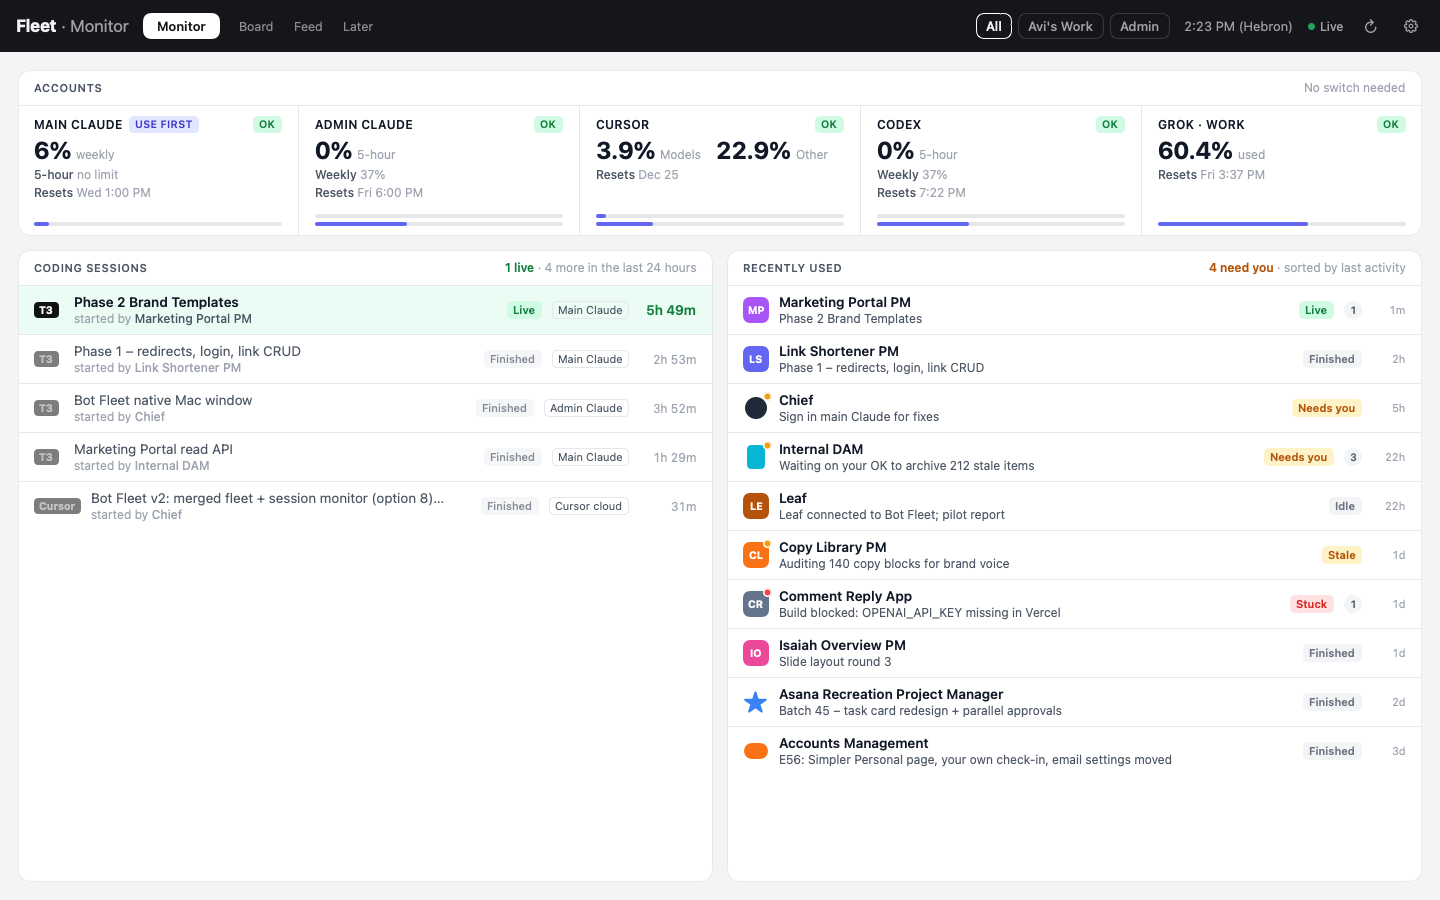 Fleet · Monitor Monitor Board Feed Later All Avi's Work Admin 2:23 PM (Hebron) Live
ACCOUNTS No switch needed
MAIN CLAUDE USE FIRST OK
6% weekly
5-hour no limit
Resets Wed 1:00 PM
ADMIN CLAUDE OK
0% 5-hour
Weekly 37%
Resets Fri 6:00 PM
CURSOR OK
3.9% Models 22.9% Other
Resets Dec 25
CODEX OK
0% 5-hour
Weekly 37%
Resets 7:22 PM
GROK · WORK OK
60.4% used
Resets Fri 3:37 PM
CODING SESSIONS 1 live · 4 more in the last 24 hours
T3 Phase 2 Brand Templates Live Main Claude 5h 49m
started by Marketing Portal PM
T3 Phase 1 – redirects, login, link CRUD Finished Main Claude 2h 53m
started by Link Shortener PM
T3 Bot Fleet native Mac window Finished Admin Claude 3h 52m
started by Chief
T3 Marketing Portal read API Finished Main Claude 1h 29m
started by Internal DAM
Cursor Bot Fleet v2: merged fleet + session monitor (option 8)... Finished Cursor cloud 31m
started by Chief
RECENTLY USED 4 need you · sorted by last activity
MP Marketing Portal PM Live 1 1m
Phase 2 Brand Templates
LS Link Shortener PM Finished 2h
Phase 1 – redirects, login, link CRUD
Chief Needs you 5h
Sign in main Claude for fixes
Internal DAM Needs you 3 22h
Waiting on your OK to archive 212 stale items
LE Leaf Idle 22h
Leaf connected to Bot Fleet; pilot report
CL Copy Library PM Stale 1d
Auditing 140 copy blocks for brand voice
CR Comment Reply App Stuck 1 1d
Build blocked: OPENAI_API_KEY missing in Vercel
IO Isaiah Overview PM Finished 1d
Slide layout round 3
Asana Recreation Project Manager Finished 2d
Batch 45 – task card redesign + parallel approvals
Accounts Management Finished 3d
E56: Simpler Personal page, your own check-in, email settings moved